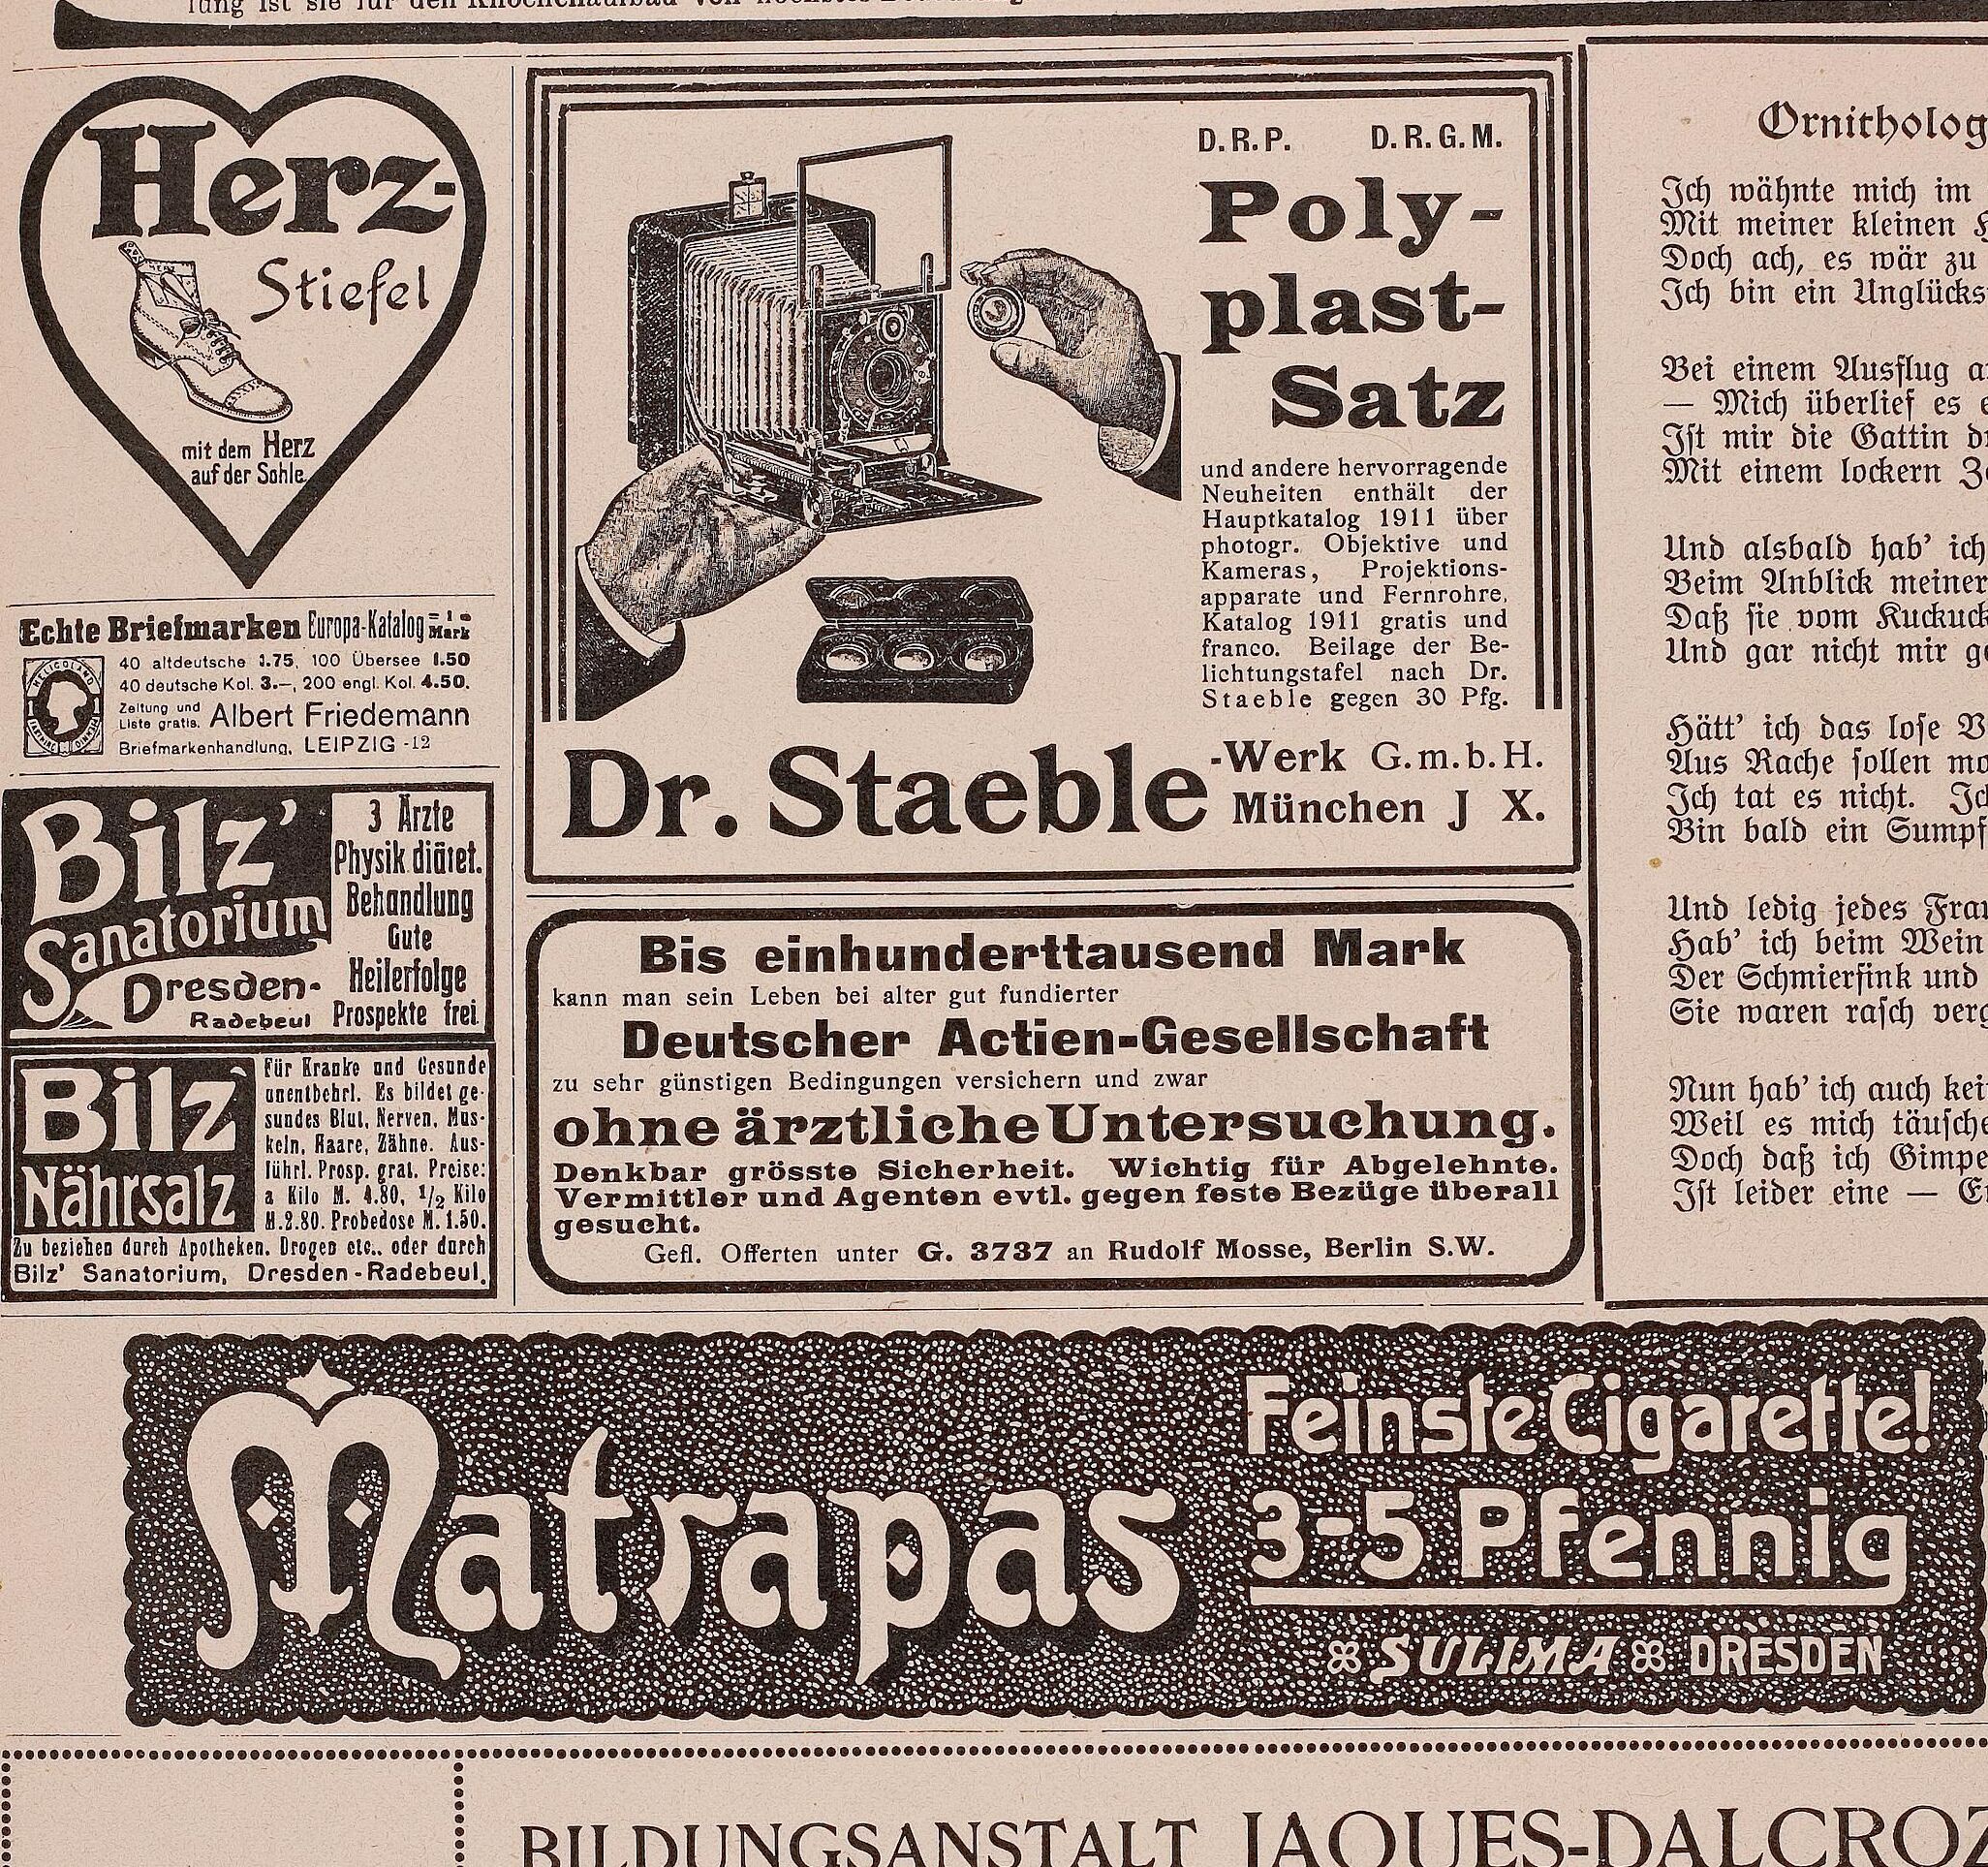 Herz-
Stiefel
mit dem Herz
auf der Sohle
Echte Briefmarken Europa-Katalog = 1 = Mark
40 altdeutsche 1.75, 100 Übersee 1.50
40 deutsche Kol. 3.—, 200 engl. Kol. 4.50.
Zeitung und
Liste gratis. Albert Friedemann
Briefmarkenhandlung, LEIPZIG -12
HELIGOLAND
Bilz'
Sanatorium
Dresden-
Radebeul
3 Ärzte
Physik.diätet.
Behandlung
Gute
Heilerfolge
Prospekte frei
Bilz'
Nährsalz
Für Kranke und Gesunde
unentbehrl. Es bildet ge-
sundes Blut, Nerven, Mus-
keln, Haare, Zähne. Aus-
führl. Prosp. grat. Preise:
a Kilo M. 4.80, 1/2 Kilo
M.2.80. Probedose M. 1.50.
Zu beziehen durch Apotheken. Drogen etc., oder durch
Bilz' Sanatorium, Dresden-Radebeul.
D.R.P. D.R.G.M.
Poly-
plast-
Satz
und andere hervorragende
Neuheiten enthält der
Hauptkatalog 1911 über
photogr. Objektive und
Kameras, Projektions-
apparate und Fernrohre.
Katalog 1911 gratis und
franco. Beilage der Be-
lichtungstafel nach Dr.
Staeble gegen 30 Pfg.
Dr. Staeble-Werk G.m.b.H.
München J X.
Bis einhunderttausend Mark
kann man sein Leben bei alter gut fundierter
Deutscher Actien-Gesellschaft
zu sehr günstigen Bedingungen versichern und zwar
ohne ärztliche Untersuchung.
Denkbar grösste Sicherheit. Wichtig für Abgelehnte.
Vermittler und Agenten evtl. gegen feste Bezüge überall
gesucht.
Gefl. Offerten unter G. 3737 an Rudolf Mosse, Berlin S.W.
Ornitholog
Ich wähnte mich im
Mit meiner kleinen
Doch ach, es wär zu
Ich bin ein Unglücks
Bei einem Ausflug
— Mich überlief es
Ist mir die Gattin
Mit einem lockern
Und alsbald hab' ich
Beim Anblick meiner
Daß sie vom Kuckuck
Und gar nicht mir
Hätt' ich das lose
Aus Rache sollen
Ich tat es nicht.
Bin bald ein Sumpf
Und ledig jedes
Hab' ich beim Wein
Der Schmierfink und
Sie waren rasch
Nun hab' ich auch
Weil es mich täusche
Doch daß ich Gimpe
Ist leider eine —
Matrapas
Feinste Cigarette!
3-5 Pfennig
SULIMA DRESDEN
BILDUNGSANSTALT JAQUES-DALCROZ